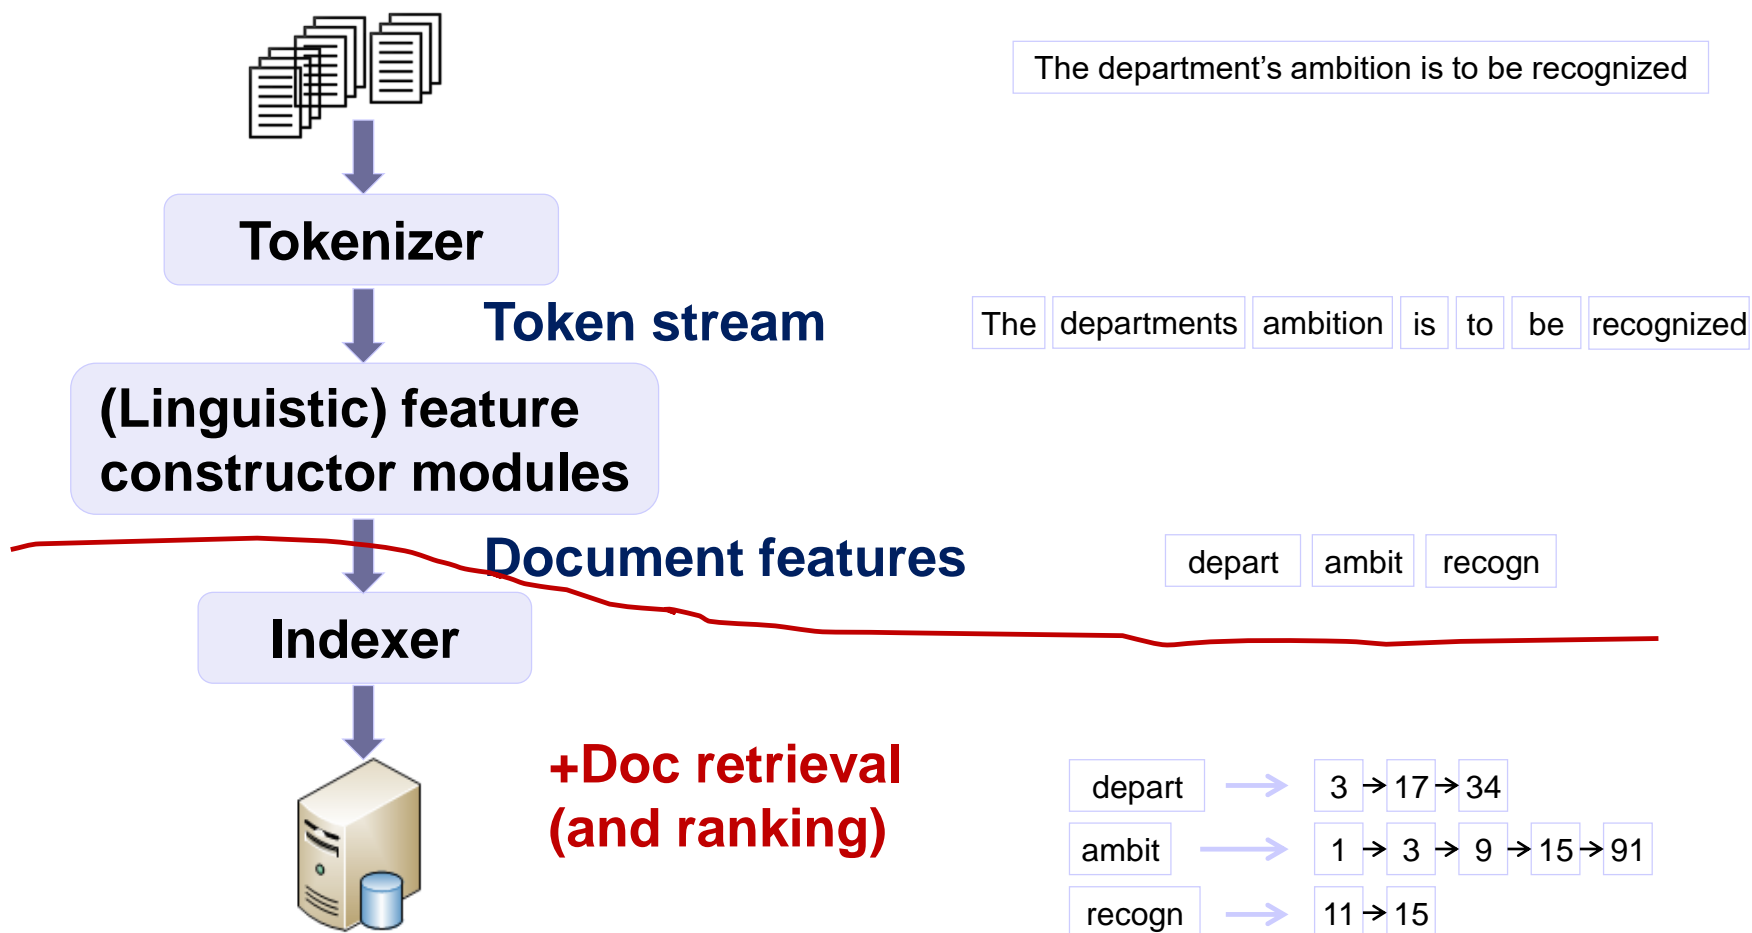 The department’s ambition is to be recognized
Tokenizer
Token stream
The departments ambition is to be recognized
(Linguistic) feature
constructor modules
Document features
depart ambit recogn
Indexer
+Doc retrieval
(and ranking)
depart 3 17 34
ambit 1 3 9 15 91
recogn 11 15